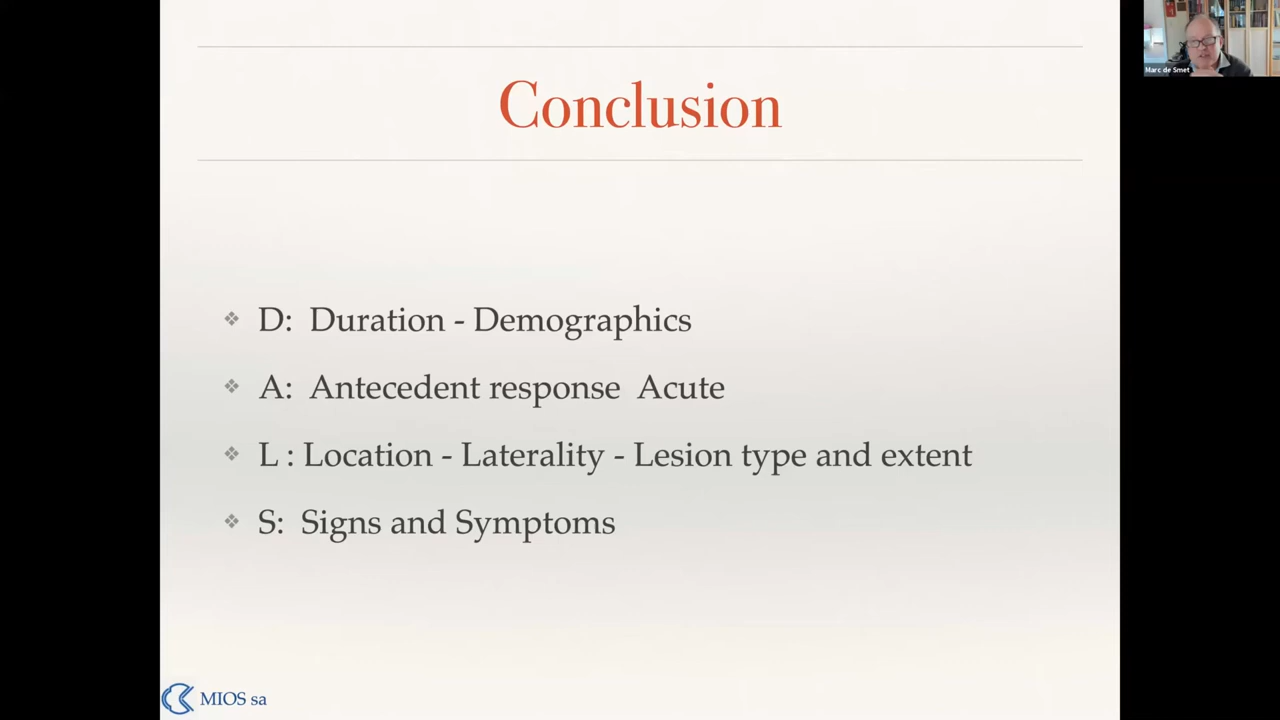 Conclusion
D: Duration - Demographics
A: Antecedent response Acute
L : Location - Laterality - Lesion type and extent
S: Signs and Symptoms
MIOS sa
Marc de Smet